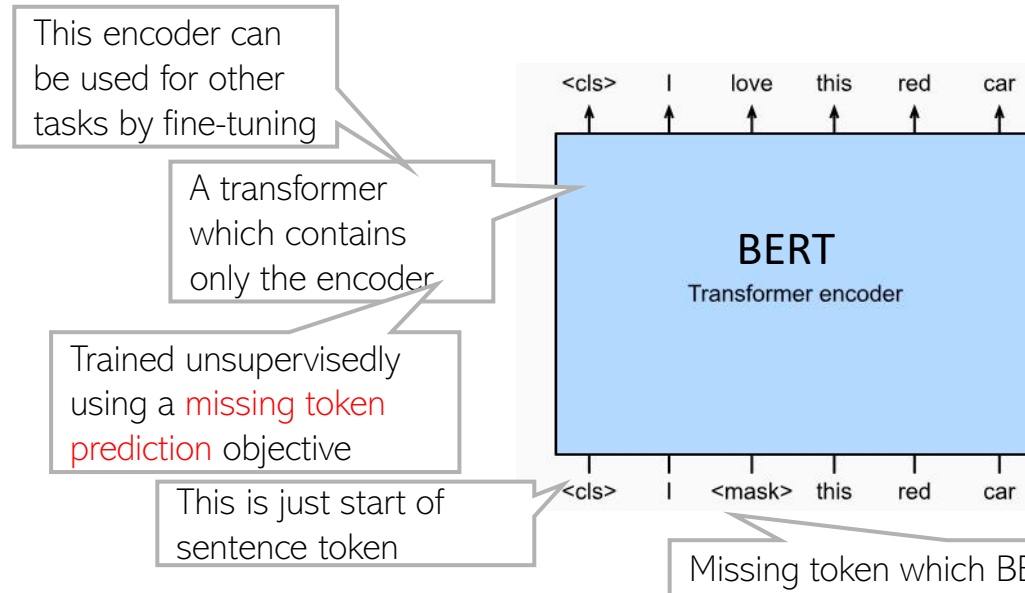 This encoder can
be used for other
tasks by fine-tuning
<cls> I love this red car
A transformer
which contains
only the encoder
BERT
Transformer encoder
Trained unsupervisedly
using a missing token
prediction objective
<cls> I <mask> this red car
This is just start of
sentence token
Missing token which